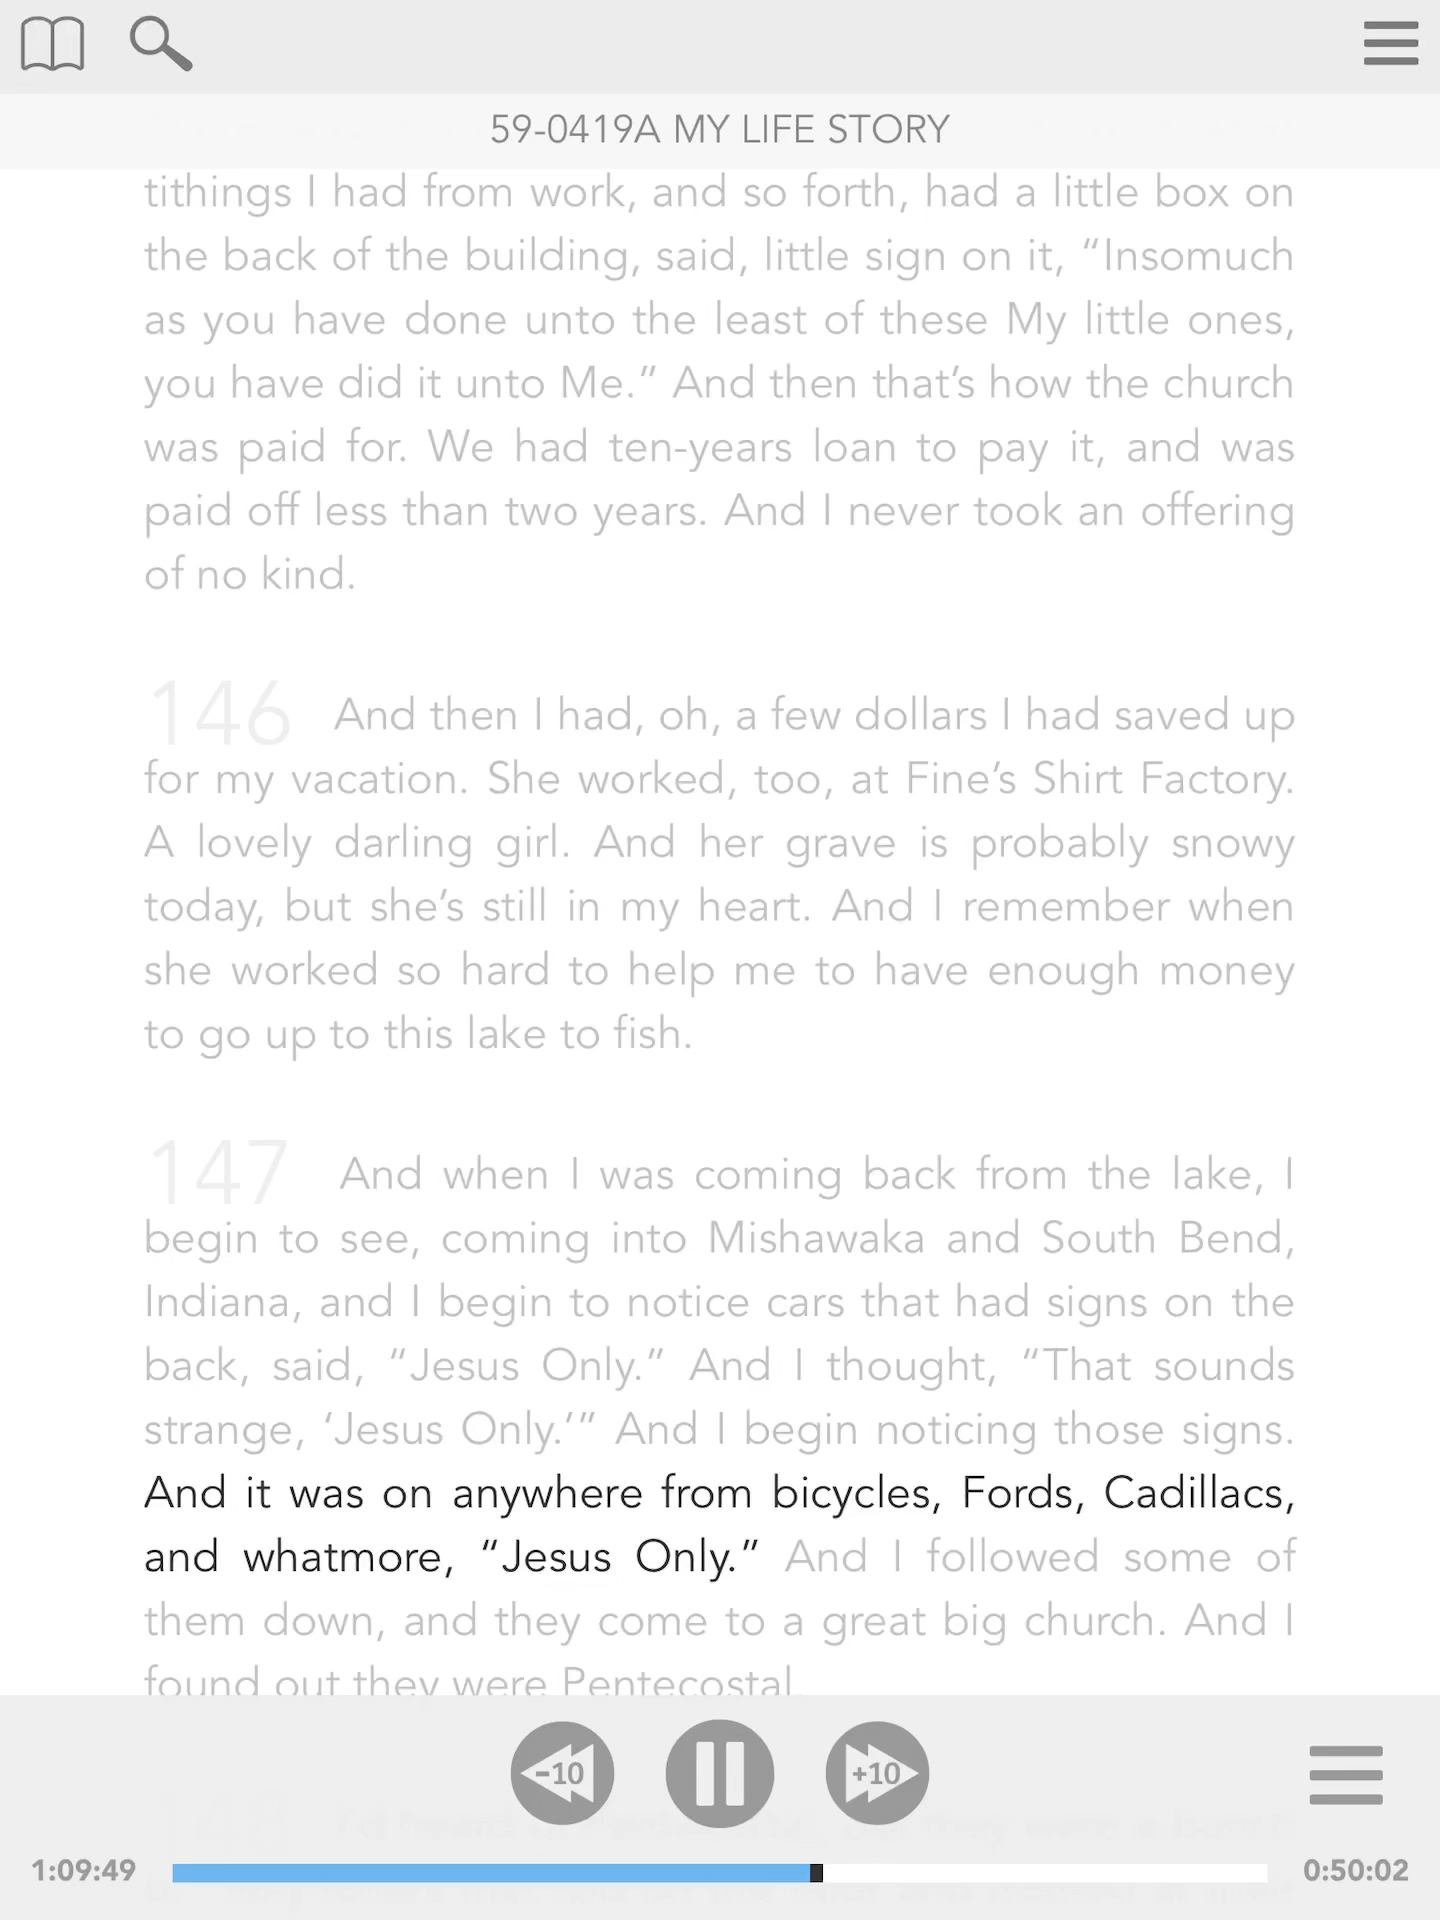 59-0419A MY LIFE STORY
tithings I had from work, and so forth, had a little box on
the back of the building, said, little sign on it, “Insomuch
as you have done unto the least of these My little ones,
you have did it unto Me.” And then that’s how the church
was paid for. We had ten-years loan to pay it, and was
paid off less than two years. And I never took an offering
of no kind.
146 And then I had, oh, a few dollars I had saved up
for my vacation. She worked, too, at Fine’s Shirt Factory.
A lovely darling girl. And her grave is probably snowy
today, but she’s still in my heart. And I remember when
she worked so hard to help me to have enough money
to go up to this lake to fish.
147 And when I was coming back from the lake, I
begin to see, coming into Mishawaka and South Bend,
Indiana, and I begin to notice cars that had signs on the
back, said, “Jesus Only.” And I thought, “That sounds
strange, ‘Jesus Only.’” And I begin noticing those signs.
And it was on anywhere from bicycles, Fords, Cadillacs,
and whatmore, “Jesus Only.” And I followed some of
them down, and they come to a great big church. And I
found out they were Pentecostal.
-10 +10
1:09:49 0:50:02